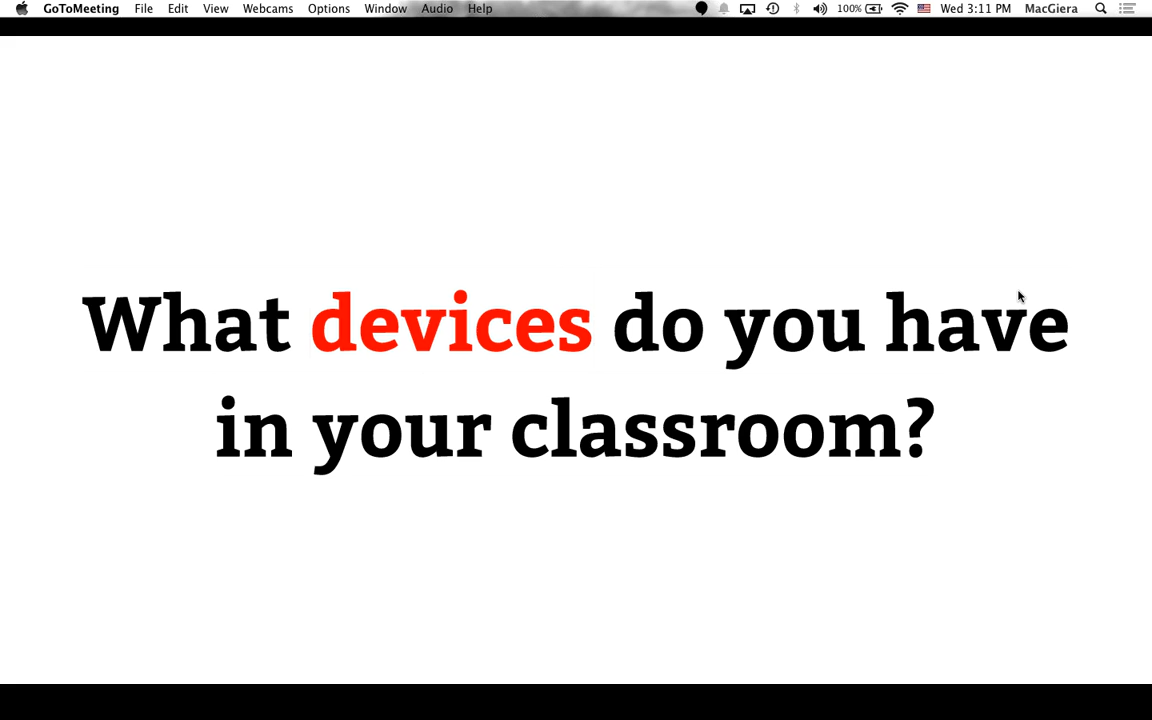 GoToMeeting File Edit View Webcams Options Window Audio Help 100% Wed 3:11 PM MacGiera
What devices do you have
in your classroom?